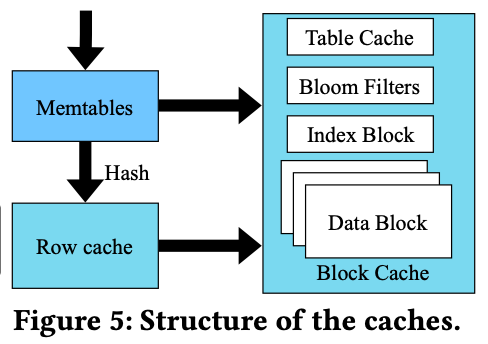 Table Cache
Memtables
Bloom Filters
Index Block
Hash
Row cache
Data Block
Block Cache
Figure 5: Structure of the caches.